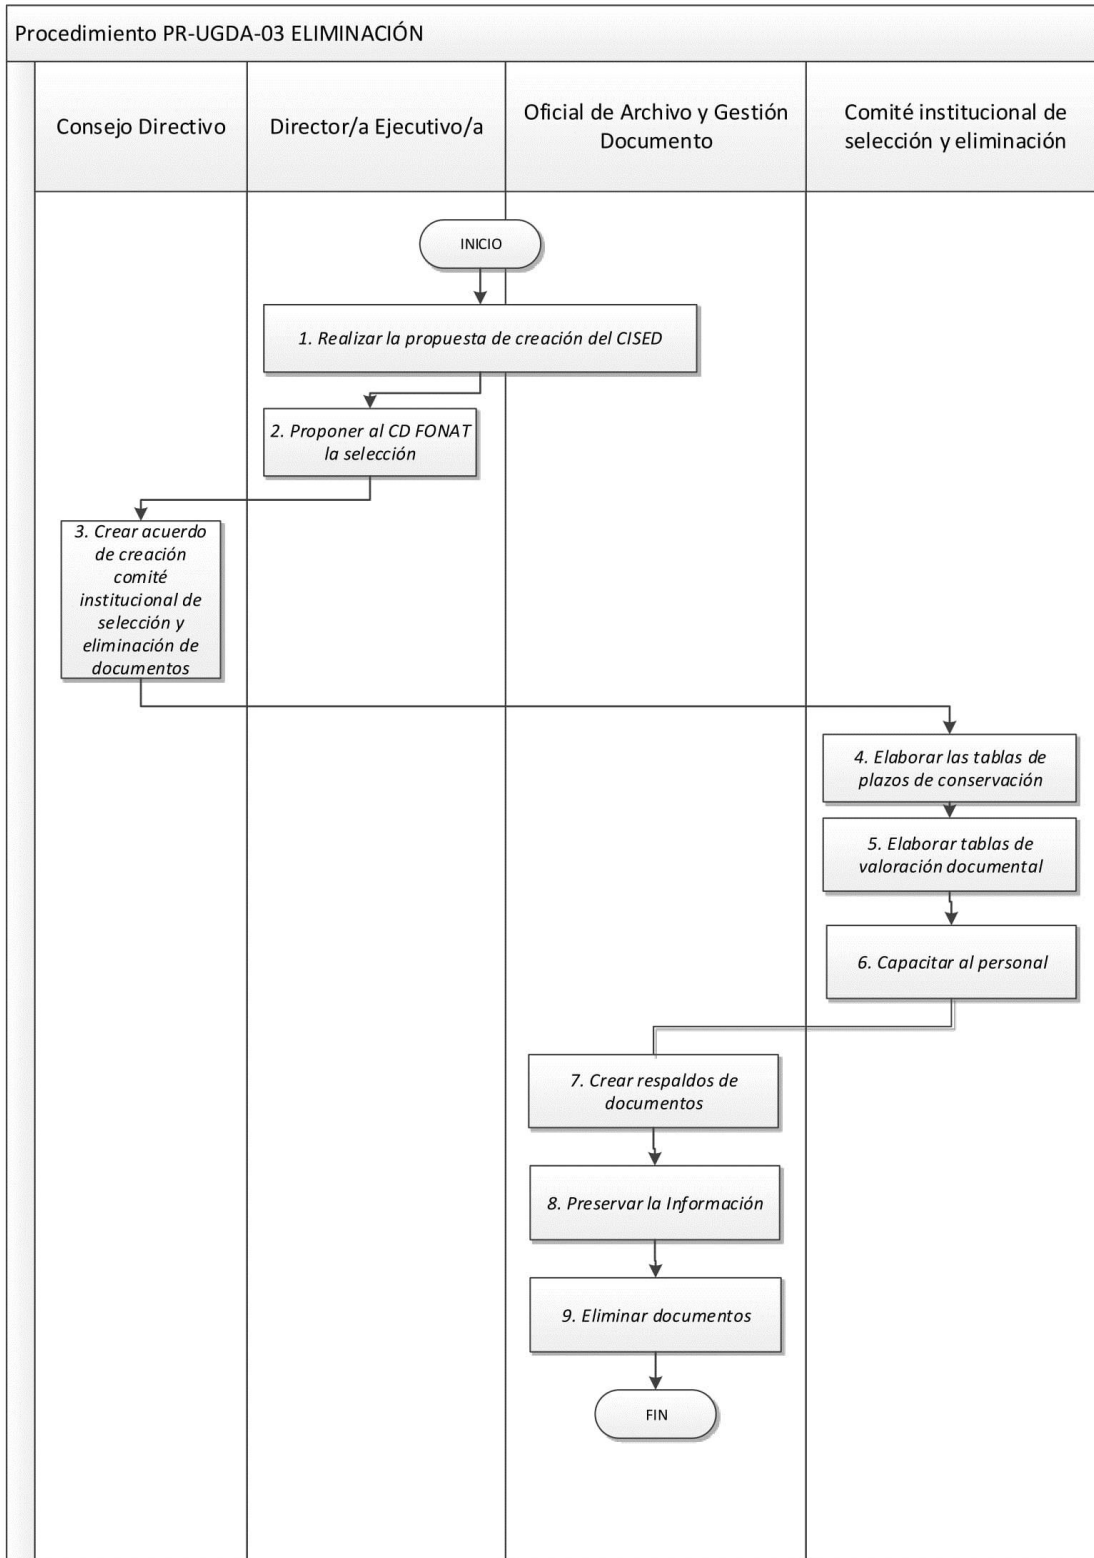 Procedimiento PR-UGDA-03 ELIMINACIÓN
Consejo Directivo
Director/a Ejecutivo/a
Oficial de Archivo y Gestión
Documento
Comité institucional de
selección y eliminación
INICIO
1. Realizar la propuesta de creación del CISED
2. Proponer al CD FONAT
la selección
3. Crear acuerdo
de creación
comité
institucional de
selección y
eliminación de
documentos
4. Elaborar las tablas de
plazos de conservación
5. Elaborar tablas de
valoración documental
6. Capacitar al personal
7. Crear respaldos de
documentos
8. Preservar la Información
9. Eliminar documentos
FIN